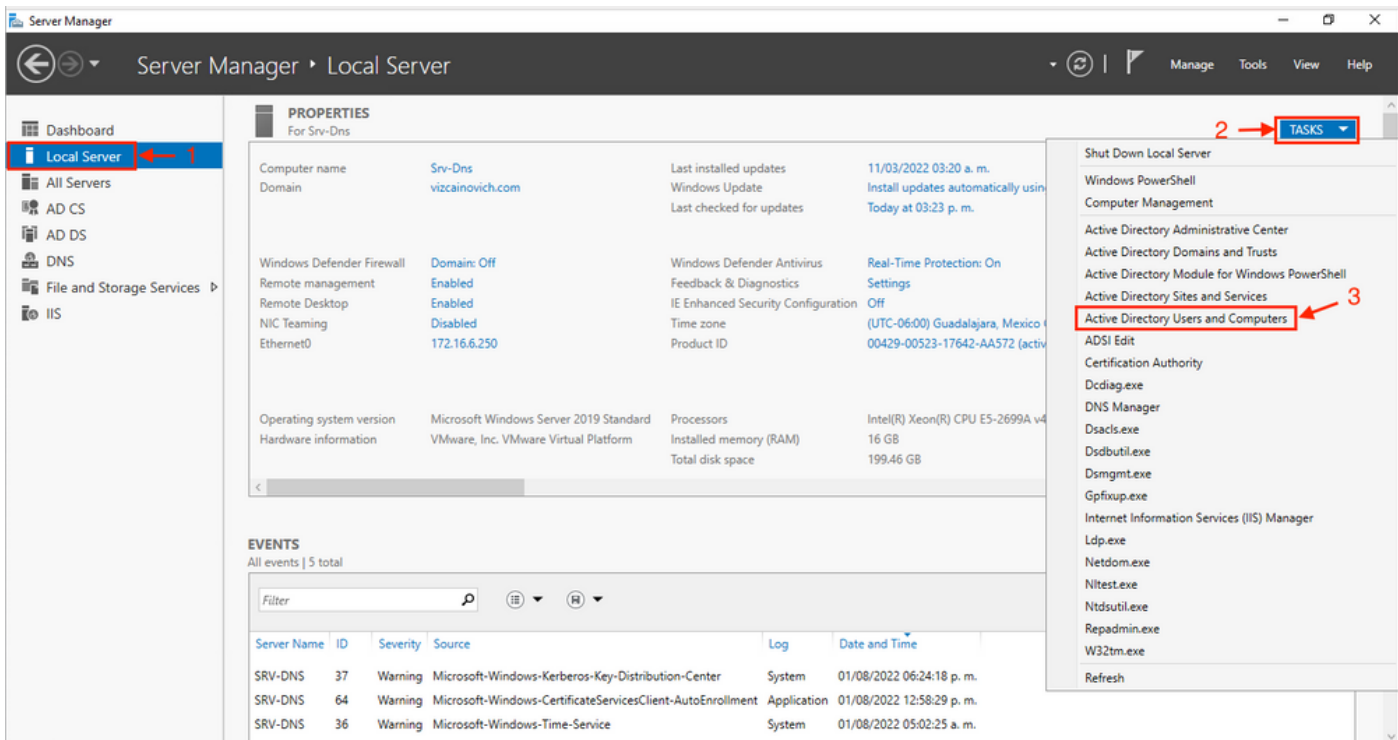 Server Manager
Server Manager • Local Server
Manage Tools View Help
Dashboard
Local Server
1
All Servers
AD CS
AD DS
DNS
File and Storage Services
IIS
PROPERTIES
For Srv-Dns
2
TASKS
Computer name Srv-Dns Last installed updates 11/03/2022 03:20 a. m.
Domain vizcainovich.com Windows Update Install updates automatically usin
Last checked for updates Today at 03:23 p. m.
Windows Defender Firewall Domain: Off Windows Defender Antivirus Real-Time Protection: On
Remote management Enabled Feedback & Diagnostics Settings
Remote Desktop Enabled IE Enhanced Security Configuration Off
NIC Teaming Disabled Time zone (UTC-06:00) Guadalajara, Mexico
Ethernet0 172.16.6.250 Product ID 00429-00523-17642-AA572 (activ
Operating system version Microsoft Windows Server 2019 Standard Processors Intel(R) Xeon(R) CPU E5-2699A v4
Hardware information VMware, Inc. VMware Virtual Platform Installed memory (RAM) 16 GB
Total disk space 199.46 GB
Shut Down Local Server
Windows PowerShell
Computer Management
Active Directory Administrative Center
Active Directory Domains and Trusts
Active Directory Module for Windows PowerShell
Active Directory Sites and Services
Active Directory Users and Computers
3
ADSI Edit
Certification Authority
Dcdiag.exe
DNS Manager
Dsacls.exe
Dsdbutil.exe
Dsmgmt.exe
Gpfixup.exe
Internet Information Services (IIS) Manager
Ldp.exe
Netdom.exe
Nltest.exe
Ntdsutil.exe
Repadmin.exe
W32tm.exe
Refresh
EVENTS
All events | 5 total
Filter
Server Name ID Severity Source Log Date and Time
SRV-DNS 37 Warning Microsoft-Windows-Kerberos-Key-Distribution-Center System 01/08/2022 06:24:18 p. m.
SRV-DNS 64 Warning Microsoft-Windows-CertificateServicesClient-AutoEnrollment Application 01/08/2022 12:58:29 p. m.
SRV-DNS 36 Warning Microsoft-Windows-Time-Service System 01/08/2022 05:02:25 a. m.